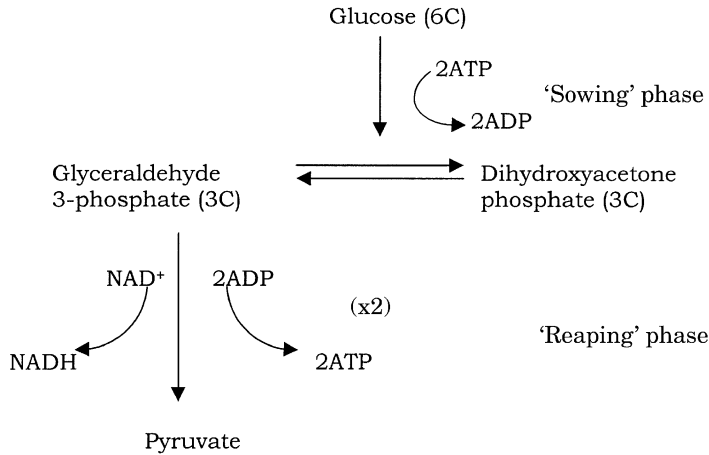 Glucose (6C)
2ATP
'Sowing' phase
2ADP
Glyceraldehyde
3-phosphate (3C)
Dihydroxyacetone
phosphate (3C)
NAD⁺
2ADP
(x2)
'Reaping' phase
NADH
2ATP
Pyruvate